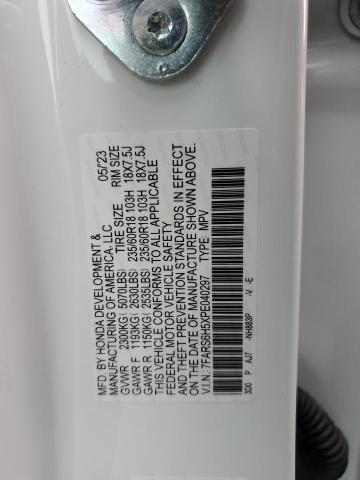 MFD. BY HONDA DEVELOPMENT & 05/'23
MANUFACTURING OF AMERICA, LLC
TIRE SIZE RIM SIZE
GVWR 2300KG( 5070LBS)
GAWR F 1193KG( 2630LBS) 235/60R18 103H 18X7.5J
GAWR R 1150KG( 2535LBS) 235/60R18 103H 18X7.5J
THIS VEHICLE CONFORMS TO ALL APPLICABLE
FEDERAL MOTOR VEHICLE SAFETY
AND THEFT PREVENTION STANDARDS IN EFFECT
ON THE DATE OF MANUFACTURE SHOWN ABOVE.
V.I.N.: 7FARS6H5XPE040297 TYPE: MPV
3D0 P AJ7 -NH883P -V -E